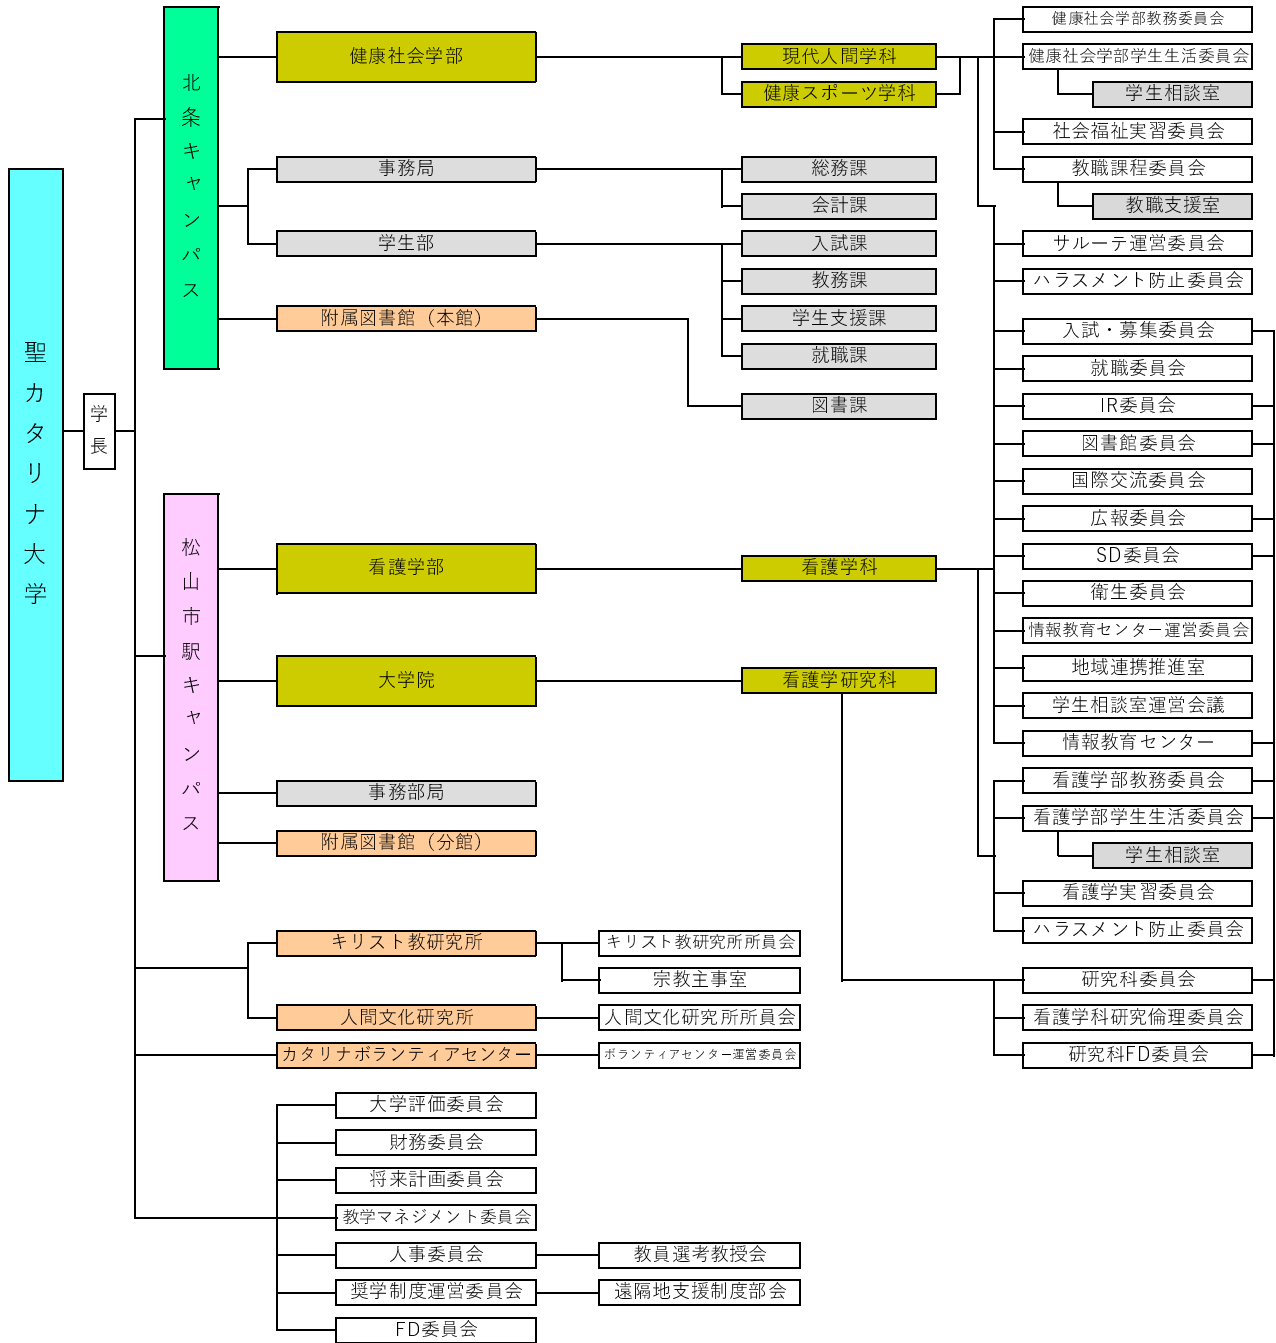 聖カタリナ大学
学長
北条キャンパス
健康社会学部
現代人間学科
健康スポーツ学科
健康社会学部教務委員会
健康社会学部学生生活委員会
学生相談室
社会福祉実習委員会
教職課程委員会
教職支援室
事務局
総務課
会計課
学生部
入試課
教務課
学生支援課
就職課
附属図書館（本館）
図書課
サルーテ運営委員会
ハラスメント防止委員会
入試・募集委員会
就職委員会
IR委員会
図書館委員会
国際交流委員会
広報委員会
SD委員会
衛生委員会
情報教育センター運営委員会
地域連携推進室
学生相談室運営会議
情報教育センター
松山市駅キャンパス
看護学部
看護学科
大学院
看護学研究科
事務部局
附属図書館（分館）
看護学部教務委員会
看護学部学生生活委員会
学生相談室
看護学実習委員会
ハラスメント防止委員会
研究科委員会
看護学科研究倫理委員会
研究科FD委員会
キリスト教研究所
キリスト教研究所所員会
宗教主事室
人間文化研究所
人間文化研究所所員会
カタリナボランティアセンター
ボランティアセンター運営委員会
大学評価委員会
財務委員会
将来計画委員会
教学マネジメント委員会
人事委員会
教員選考教授会
奨学制度運営委員会
遠隔地支援制度部会
FD委員会